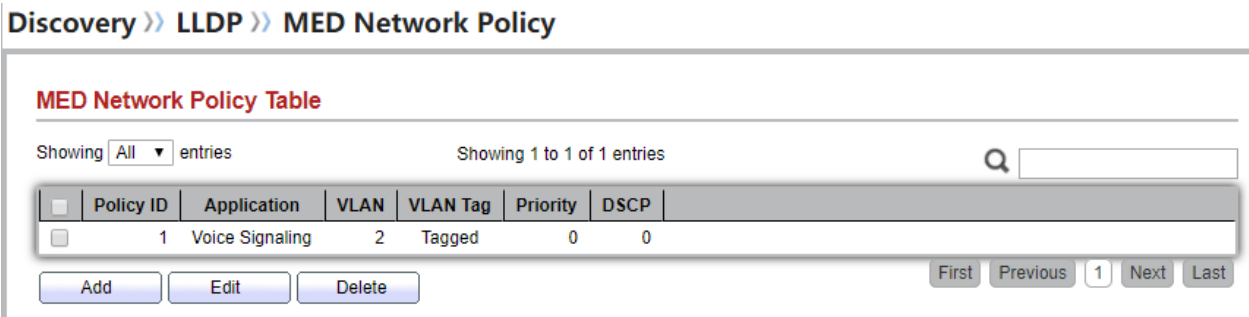 Discovery 》 LLDP 》 MED Network Policy
MED Network Policy Table
Showing All ▼ entries Showing 1 to 1 of 1 entries
Policy ID Application VLAN VLAN Tag Priority DSCP
1 Voice Signaling 2 Tagged 0 0
Add Edit Delete First Previous 1 Next Last